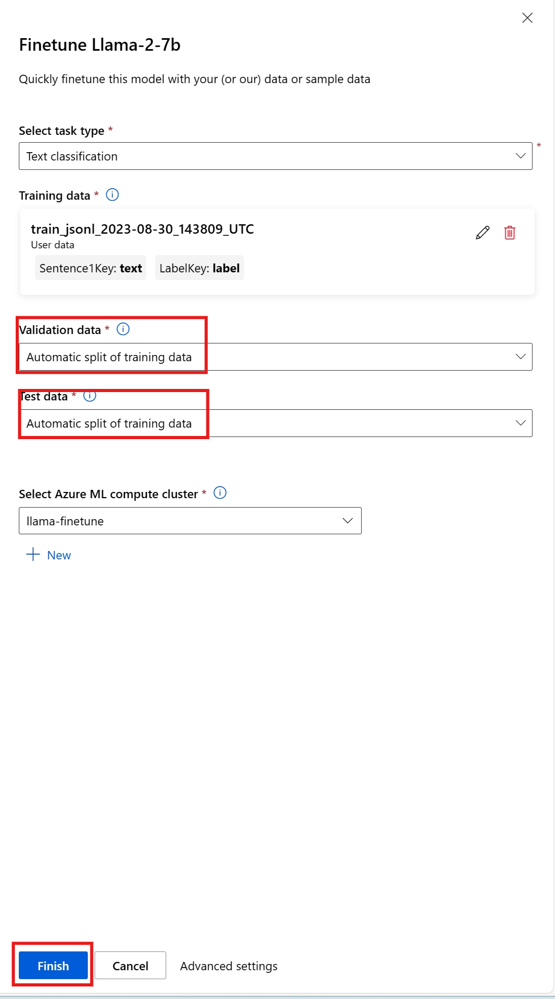 Finetune Llama-2-7b
Quickly finetune this model with your (or our) data or sample data
Select task type *
Text classification
*
Training data *
train_jsonl_2023-08-30_143809_UTC
User data
Sentence1Key: text LabelKey: label
Validation data *
Automatic split of training data
Test data *
Automatic split of training data
Select Azure ML compute cluster *
llama-finetune
+ New
Finish Cancel Advanced settings